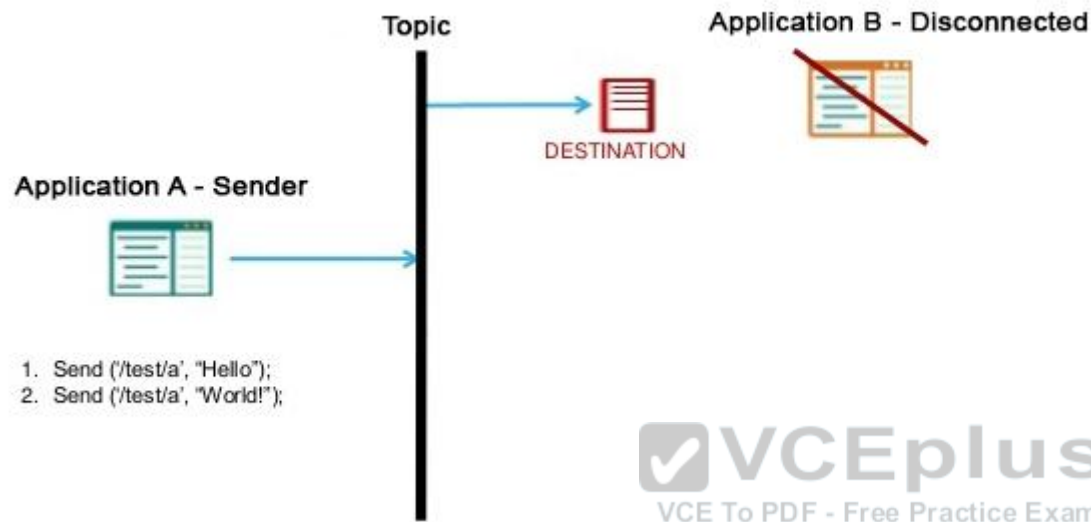 Topic
Application B - Disconnected
DESTINATION
Application A - Sender
1. Send ('/test/a', "Hello");
2. Send ('/test/a', "World!");
VCEplus
VCE To PDF - Free Practice Exam